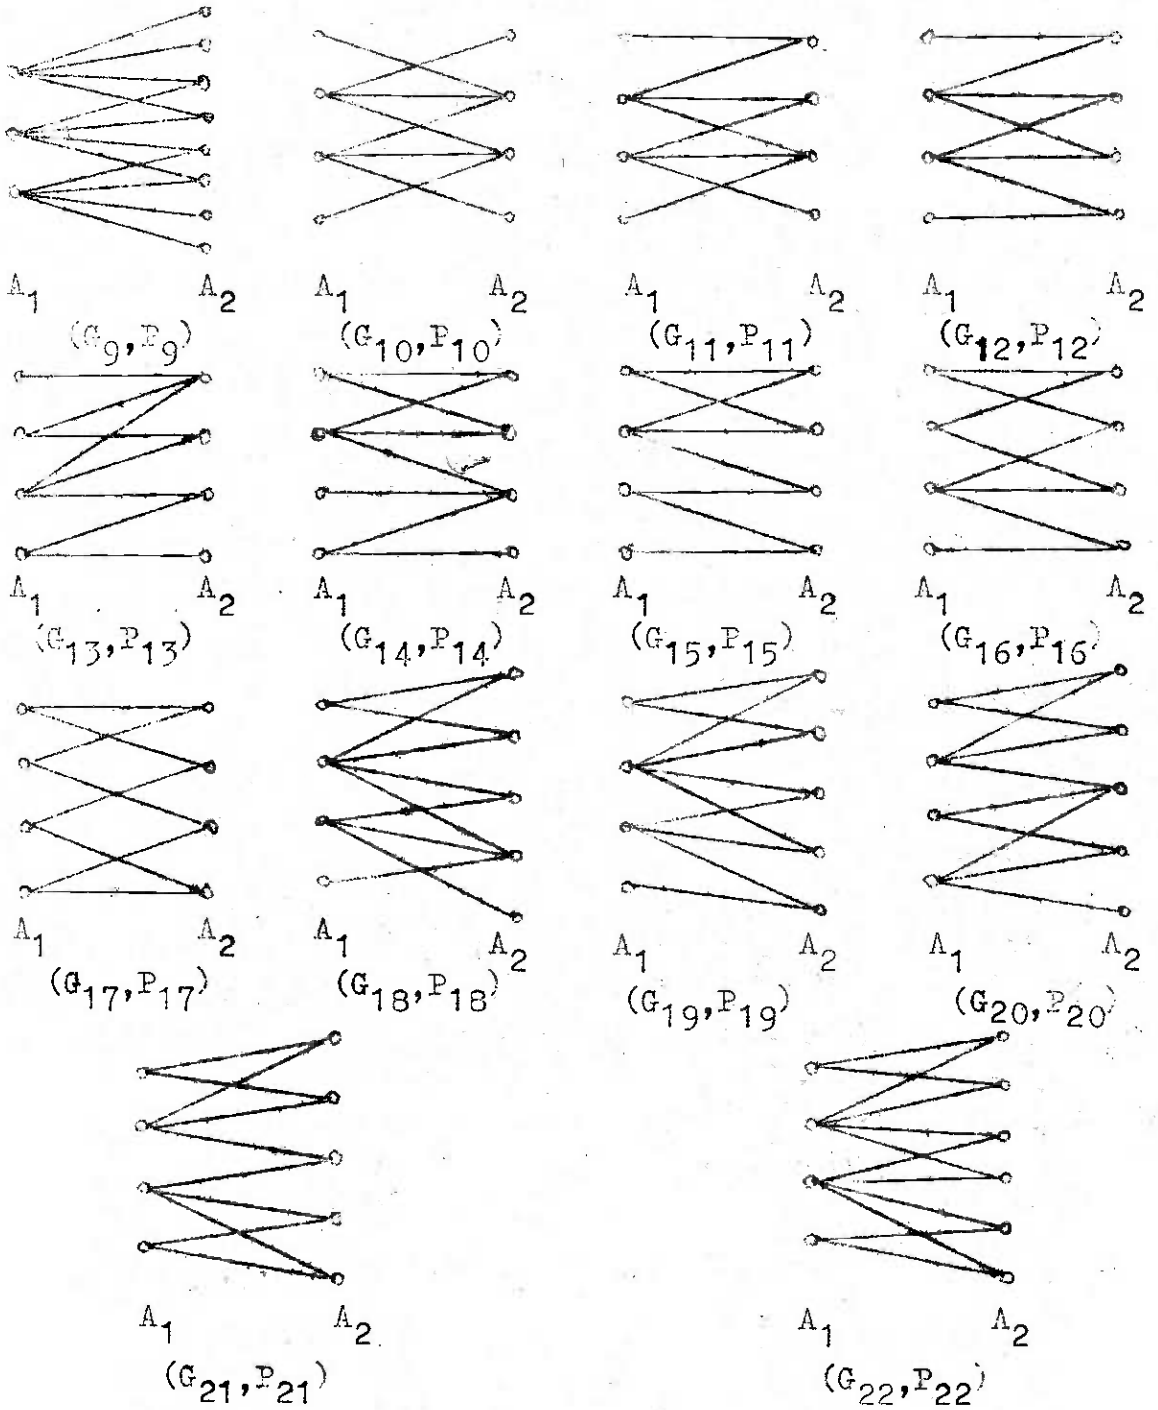 A1 A2 A1 A2 A1 A2 A1 A2
(G9,P9) (G10,P10) (G11,P11) (G12,P12)
A1 A2 A1 A2 A1 A2 A1 A2
(G13,P13) (G14,P14) (G15,P15) (G16,P16)
A1 A2 A1 A2 A1 A2 A1 A2
(G17,P17) (G18,P18) (G19,P19) (G20,P20)
A1 A2 A1 A2
(G21,P21) (G22,P22)